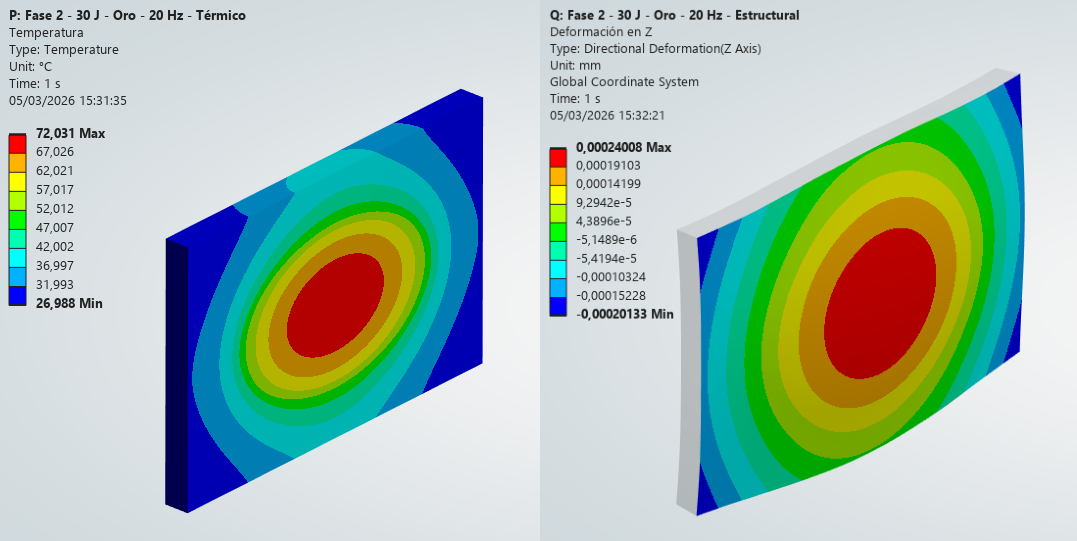 P: Fase 2 - 30 J - Oro - 20 Hz - Térmico
Temperatura
Type: Temperature
Unit: °C
Time: 1 s
05/03/2026 15:31:35
72,031 Max
67,026
62,021
57,017
52,012
47,007
42,002
36,997
31,993
26,988 Min
Q: Fase 2 - 30 J - Oro - 20 Hz - Estructural
Deformación en Z
Type: Directional Deformation(Z Axis)
Unit: mm
Global Coordinate System
Time: 1 s
05/03/2026 15:32:21
0,00024008 Max
0,00019103
0,00014199
9,2942e-5
4,3896e-5
-5,1489e-6
-5,4194e-5
-0,00010324
-0,00015228
-0,00020133 Min